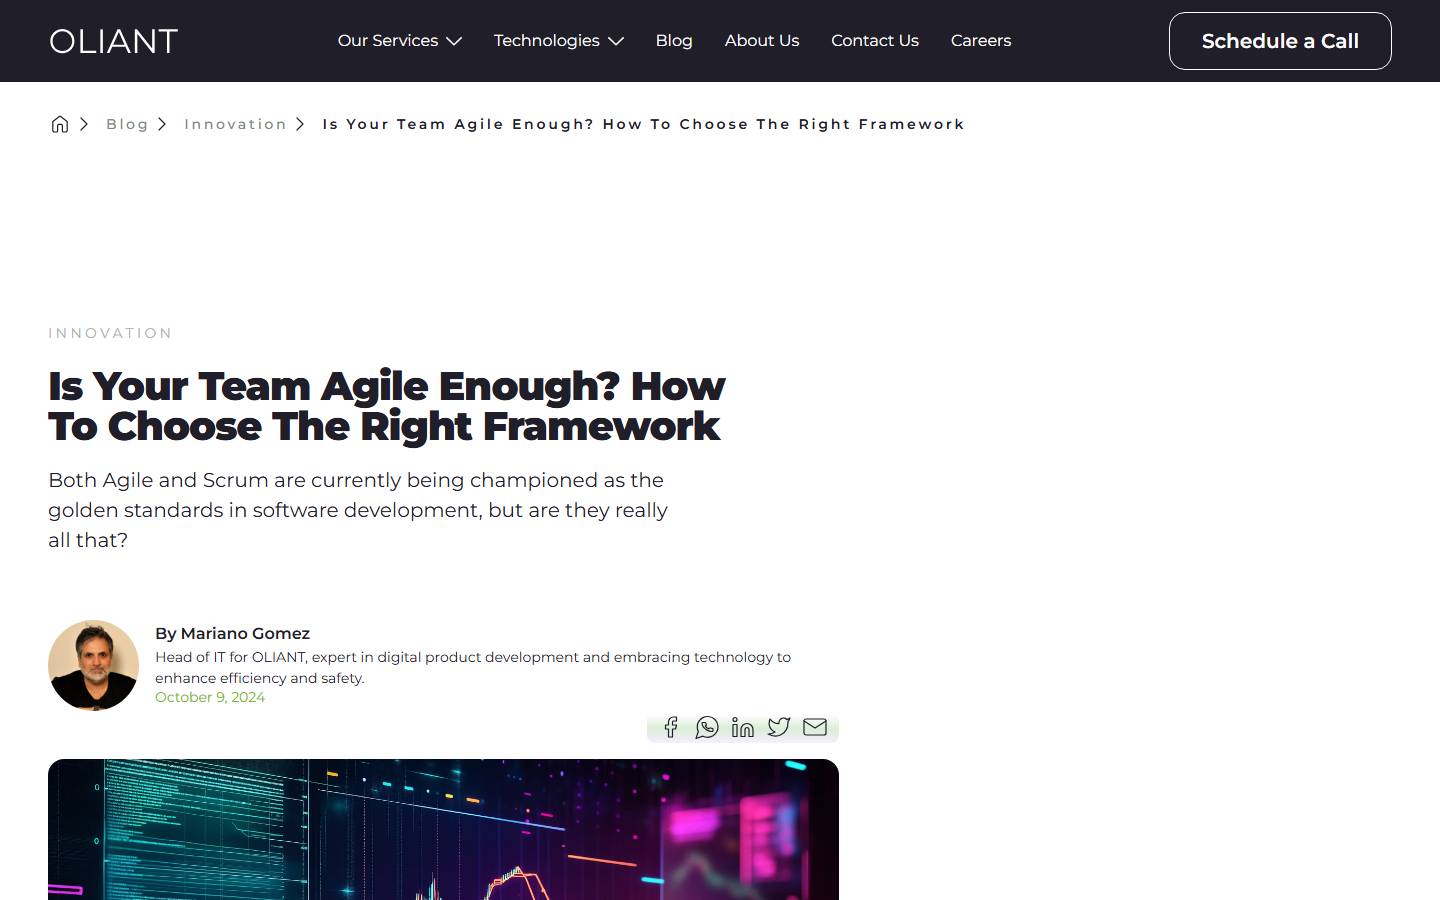 OLIANT
Our Services
Technologies
Blog
About Us
Contact Us
Careers
Schedule a Call
Blog
Innovation
Is Your Team Agile Enough? How To Choose The Right Framework
INNOVATION
Is Your Team Agile Enough? How
To Choose The Right Framework
Both Agile and Scrum are currently being championed as the
golden standards in software development, but are they really
all that?
By Mariano Gomez
Head of IT for OLIANT, expert in digital product development and embracing technology to
enhance efficiency and safety.
October 9, 2024
0
0